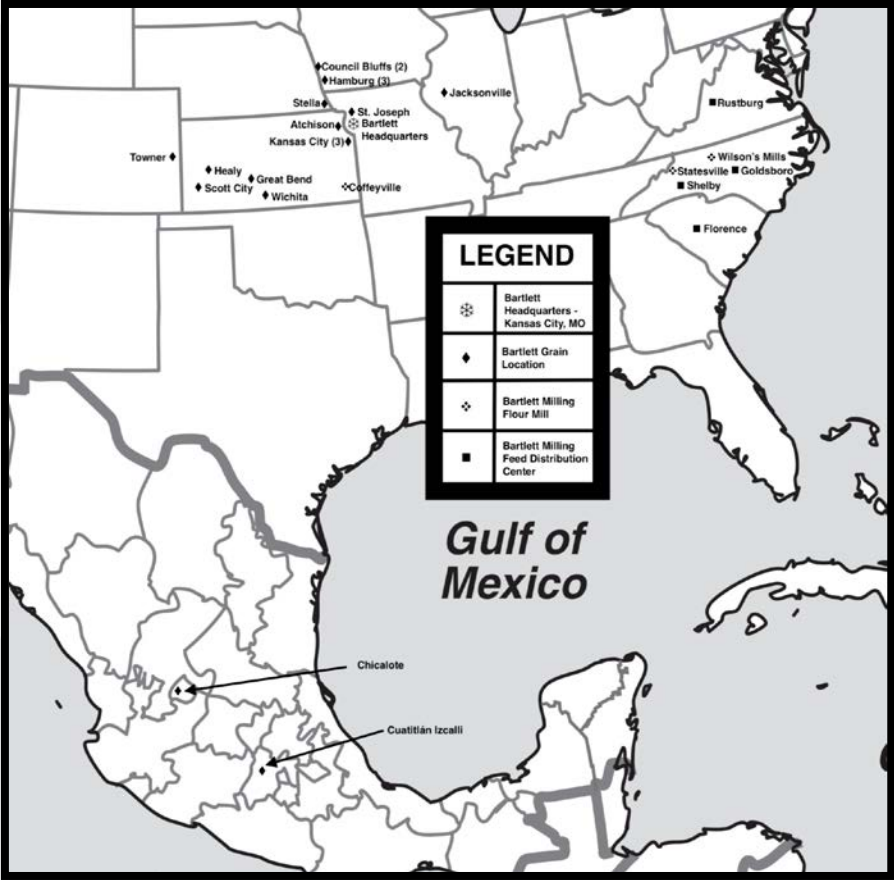 Council Bluffs (2)
Hamburg (3)
Jacksonville
Stella
St. Joseph
Rustburg
Atchison
Bartlett
Headquarters
Kansas City (3)
Towner
Wilson's Mills
Healy
Statesville
Goldsboro
Great Bend
Scott City
Coffeyville
Shelby
Wichita
Florence
LEGEND
Bartlett
Headquarters -
Kansas City, MO
Bartlett Grain
Location
Bartlett Milling
Flour Mill
Bartlett Milling
Feed Distribution
Center
Gulf of
Mexico
Chicalote
Cuatitlán Izcalli